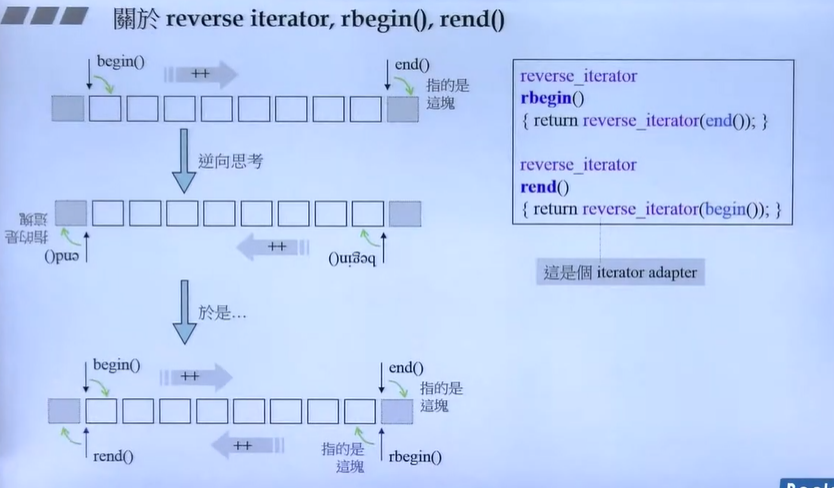 關於 reverse iterator, rbegin(), rend()
begin()
++
end()
指的是
這塊
逆向思考
指的是
這塊
end()
++
begin()
於是...
begin()
++
end()
指的是
這塊
rend()
++
指的是
這塊
rbegin()
reverse_iterator
rbegin()
{ return reverse_iterator(end()); }
reverse_iterator
rend()
{ return reverse_iterator(begin()); }
這是個 iterator adapter